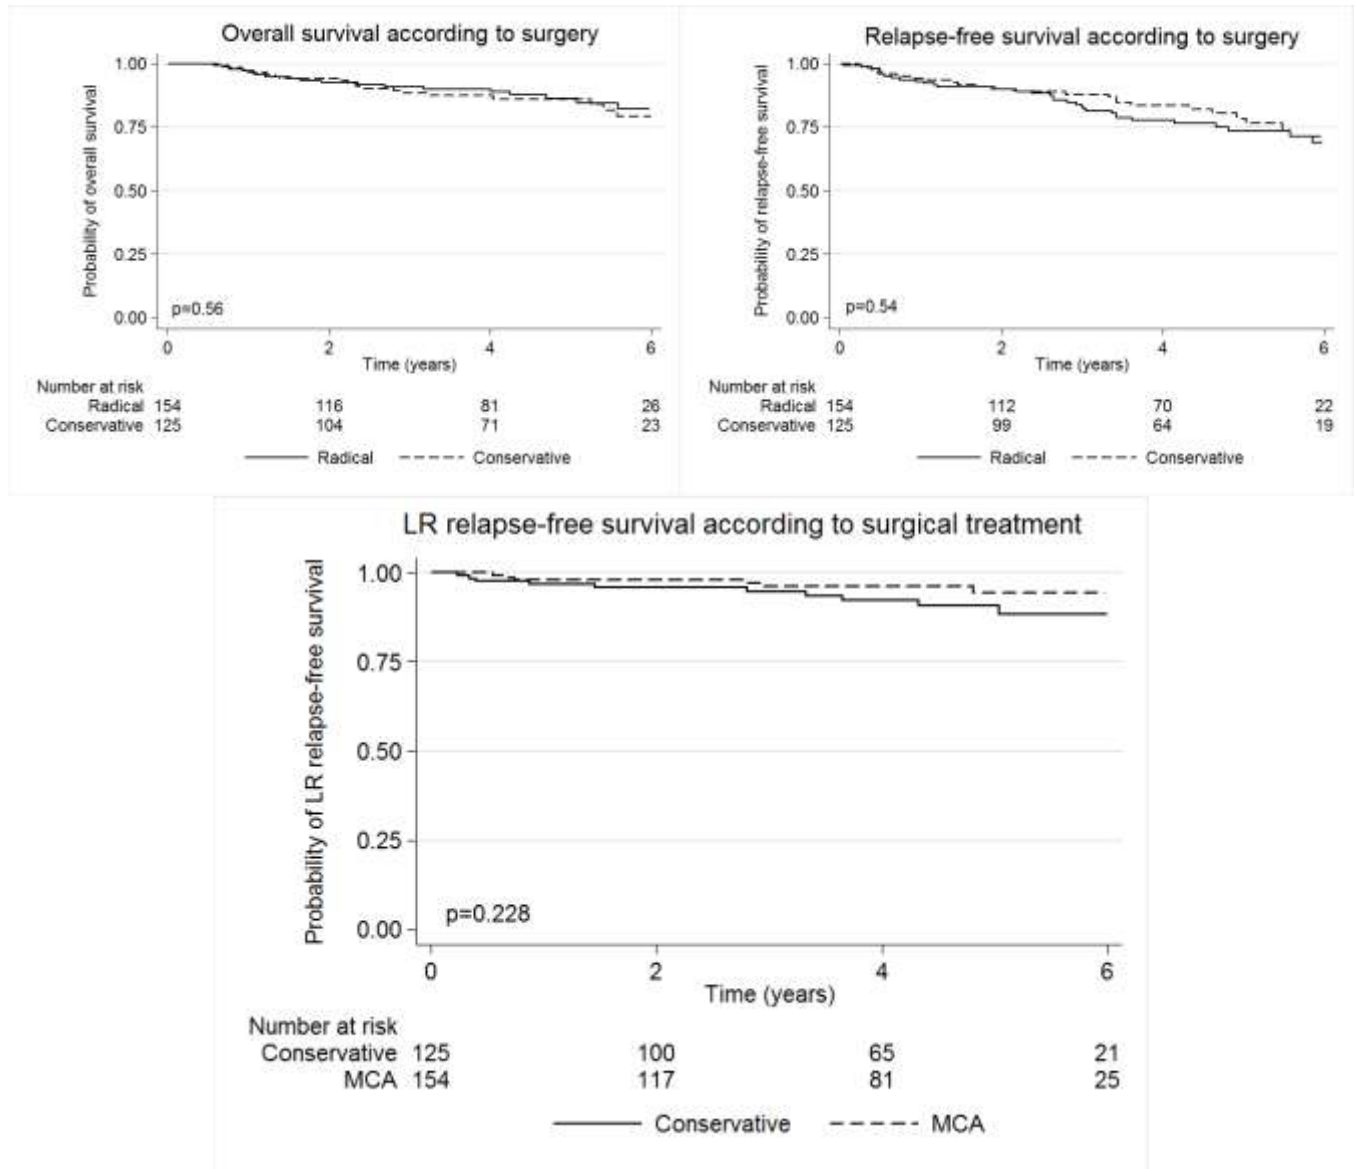 Overall survival according to surgery
Probability of overall survival
1.00
0.75
0.50
0.25
0.00
p=0.56
0 2 4 6
Time (years)
Number at risk
Radical 154 116 81 26
Conservative 125 104 71 23
Radical Conservative
Relapse-free survival according to surgery
Probability of relapse-free survival
1.00
0.75
0.50
0.25
0.00
p=0.54
0 2 4 6
Time (years)
Number at risk
Radical 154 112 70 22
Conservative 125 99 64 19
Radical Conservative
LR relapse-free survival according to surgical treatment
Probability of LR relapse-free survival
1.00
0.75
0.50
0.25
0.00
p=0.228
0 2 4 6
Time (years)
Number at risk
Conservative 125 100 65 21
MCA 154 117 81 25
Conservative MCA